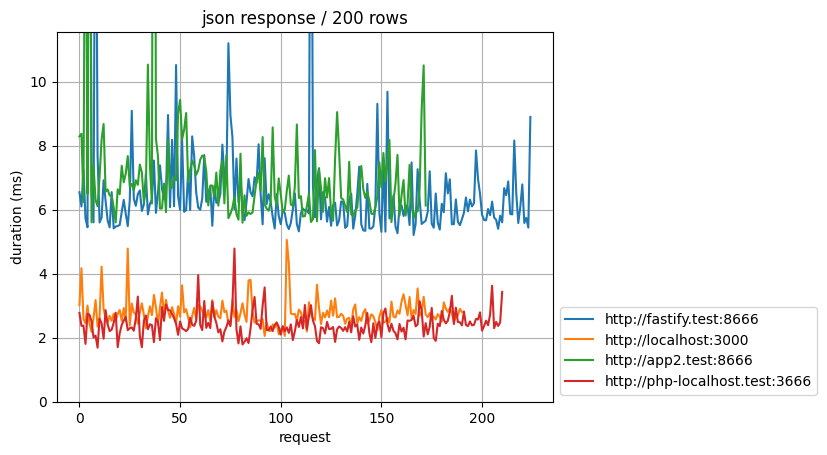 json response / 200 rows
duration (ms)
10
8
6
4
2
0
0
50
100
150
200
request
http://fastify.test:8666
http://localhost:3000
http://app2.test:8666
http://php-localhost.test:3666